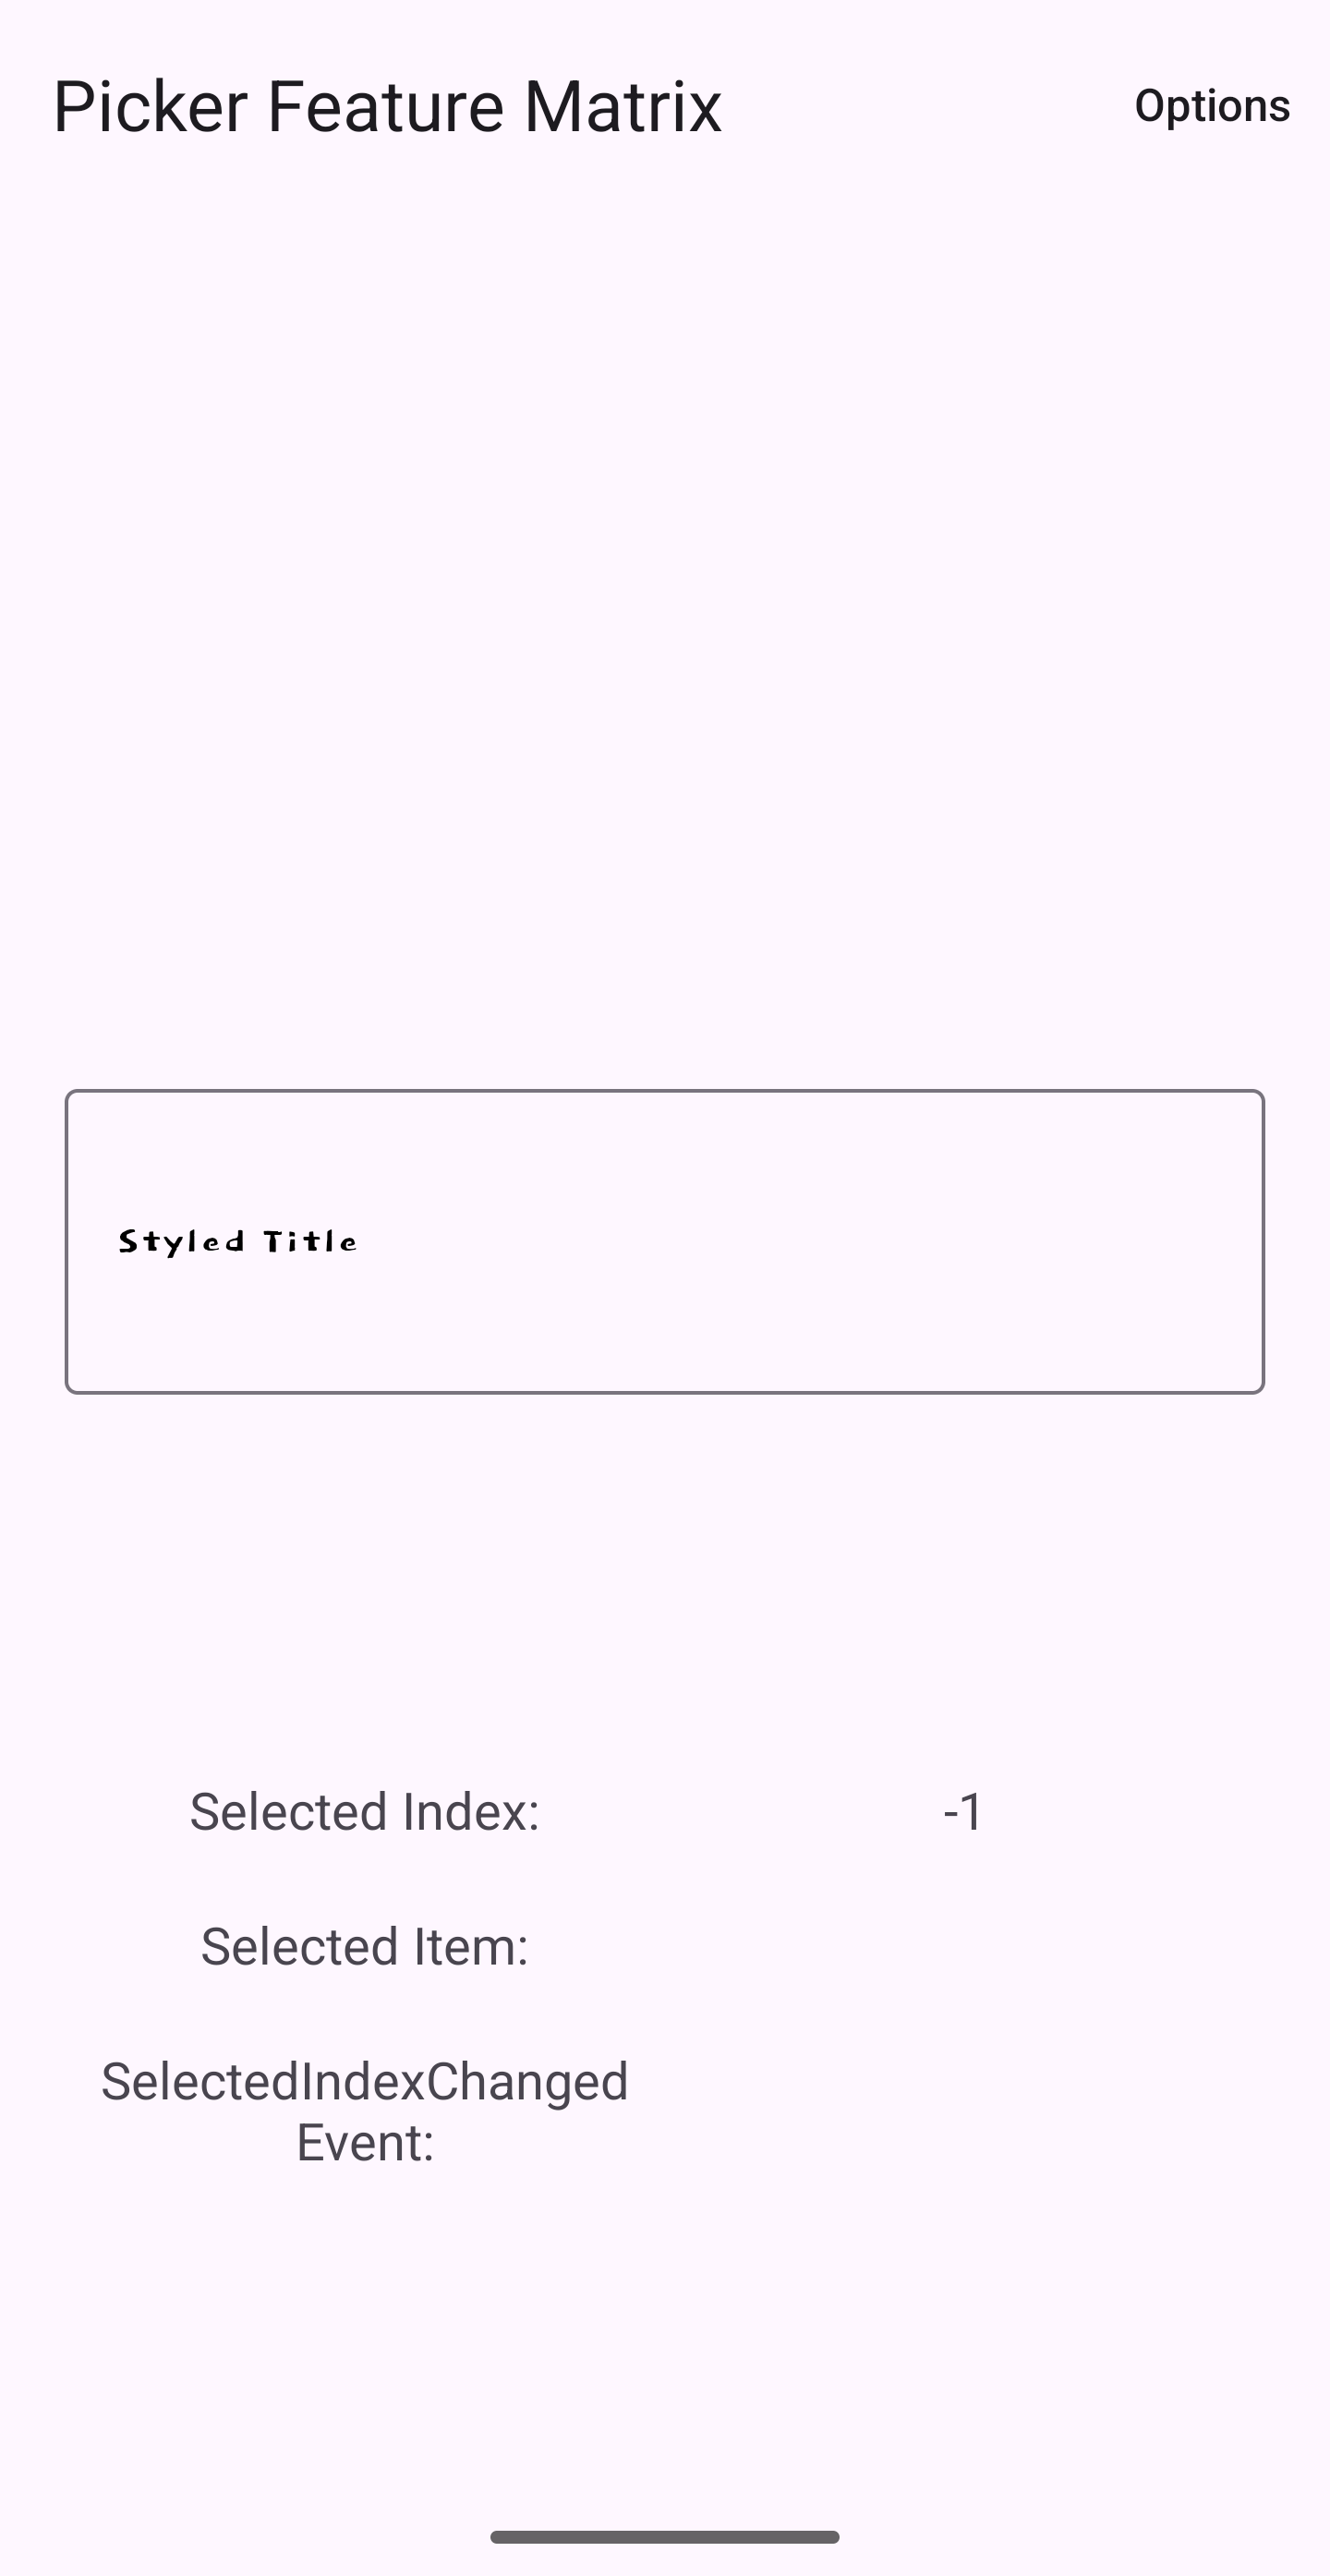 Picker Feature Matrix
Options
Styled Title
Selected Index:
-1
Selected Item:
SelectedIndexChanged
Event: